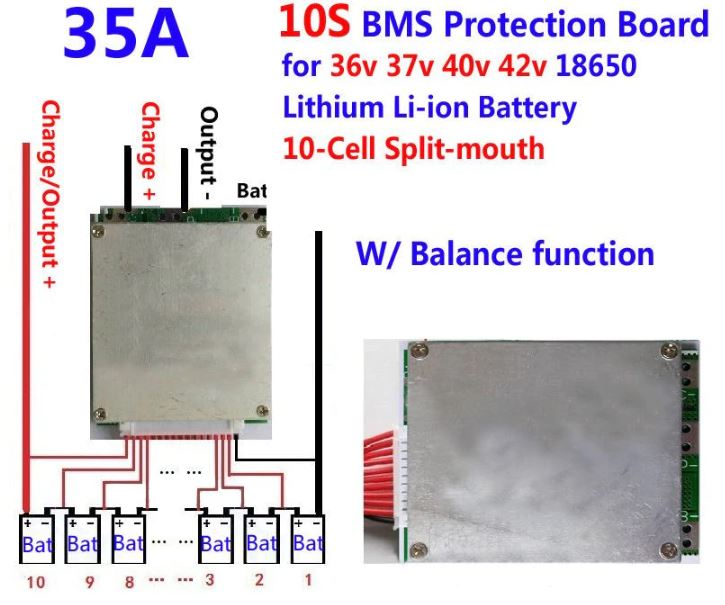 35A
10S BMS Protection Board
for 36v 37v 40v 42v 18650
Lithium Li-ion Battery
10-Cell Split-mouth
Charge/Output +
Charge +
Output -
Bat
W/ Balance function
+ -
+ -
+ -
+ -
+ -
+ -
Bat Bat Bat ... ... Bat Bat Bat
10 9 8 ... ... 3 2 1